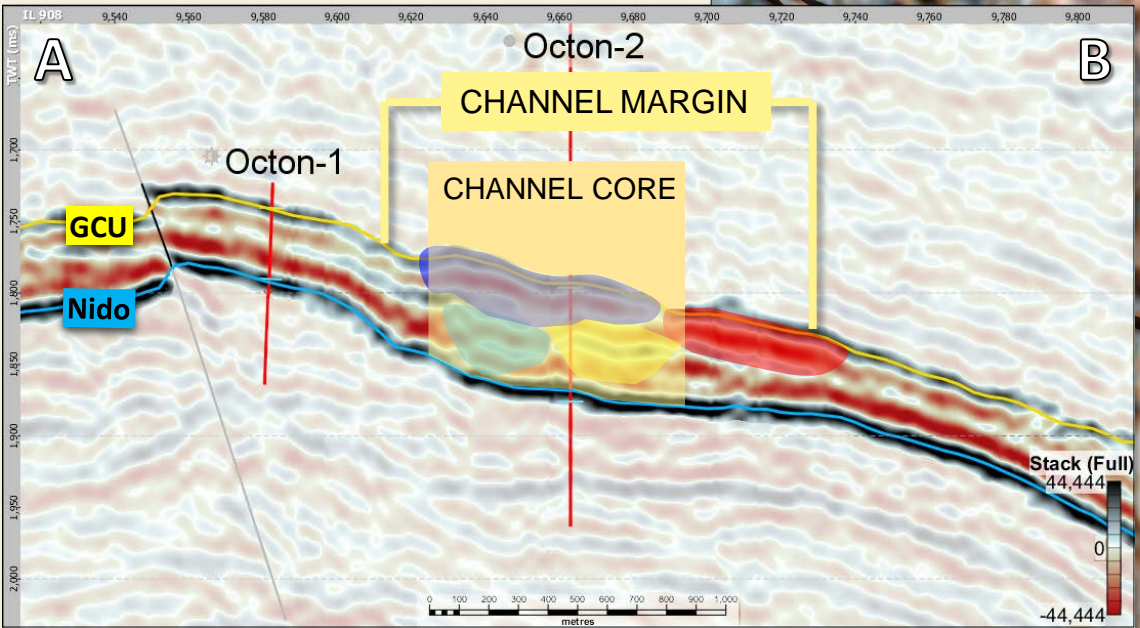 IL 908
9,540 9,560 9,580 9,600 9,620 9,640 9,660 9,680 9,700 9,720 9,740 9,760 9,780 9,800
TWT (ms)
A
Octon-2
B
CHANNEL MARGIN
1,700
Octon-1
CHANNEL CORE
1,750
GCU
1,800
Nido
1,850
1,900
Stack (Full)
44,444
1,950
0
2,000
-44,444
0 100 200 300 400 500 600 700 800 900 1,000
metres